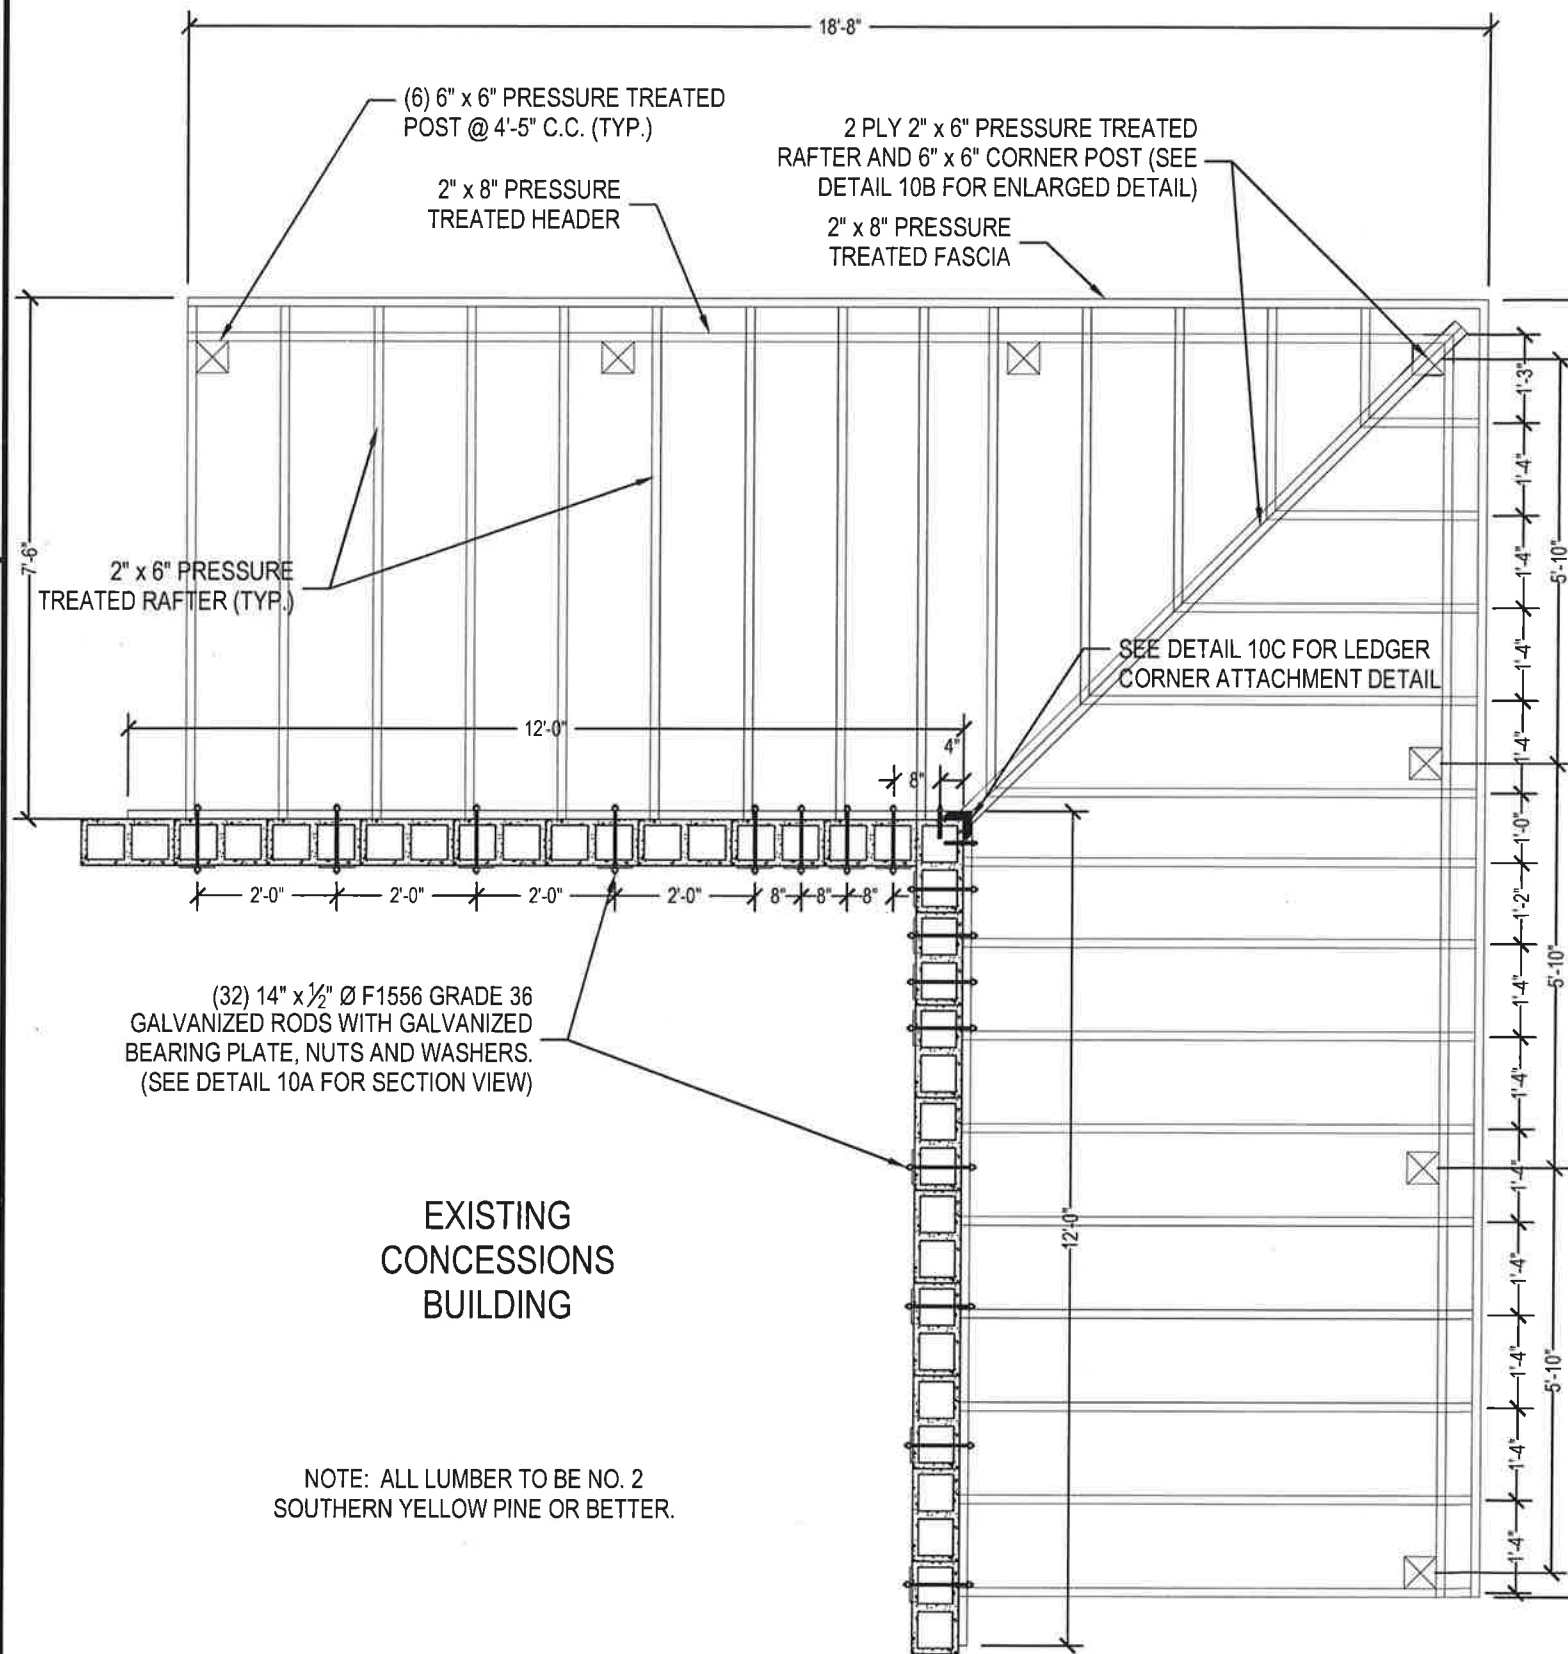 18'-8"
(6) 6" x 6" PRESSURE TREATED
POST @ 4'-5" C.C. (TYP.)
2 PLY 2" x 6" PRESSURE TREATED
RAFTER AND 6" x 6" CORNER POST (SEE
DETAIL 10B FOR ENLARGED DETAIL)
2" x 8" PRESSURE
TREATED HEADER
2" x 8" PRESSURE
TREATED FASCIA
7'-6"
2" x 6" PRESSURE
TREATED RAFTER (TYP.)
SEE DETAIL 10C FOR LEDGER
CORNER ATTACHMENT DETAIL
12'-0"
4"
8"
2'-0"
2'-0"
2'-0"
2'-0"
8"
8"
8"
(32) 14" x ½" Ø F1556 GRADE 36
GALVANIZED RODS WITH GALVANIZED
BEARING PLATE, NUTS AND WASHERS.
(SEE DETAIL 10A FOR SECTION VIEW)
EXISTING
CONCESSIONS
BUILDING
12'-0"
NOTE: ALL LUMBER TO BE NO. 2
SOUTHERN YELLOW PINE OR BETTER.
1'-3"
1'-4"
1'-4"
1'-4"
1'-4"
1'-0"
1'-2"
1'-4"
1'-4"
1'-4"
1'-4"
1'-4"
1'-4"
1'-4"
5'-10"
5'-10"
5'-10"